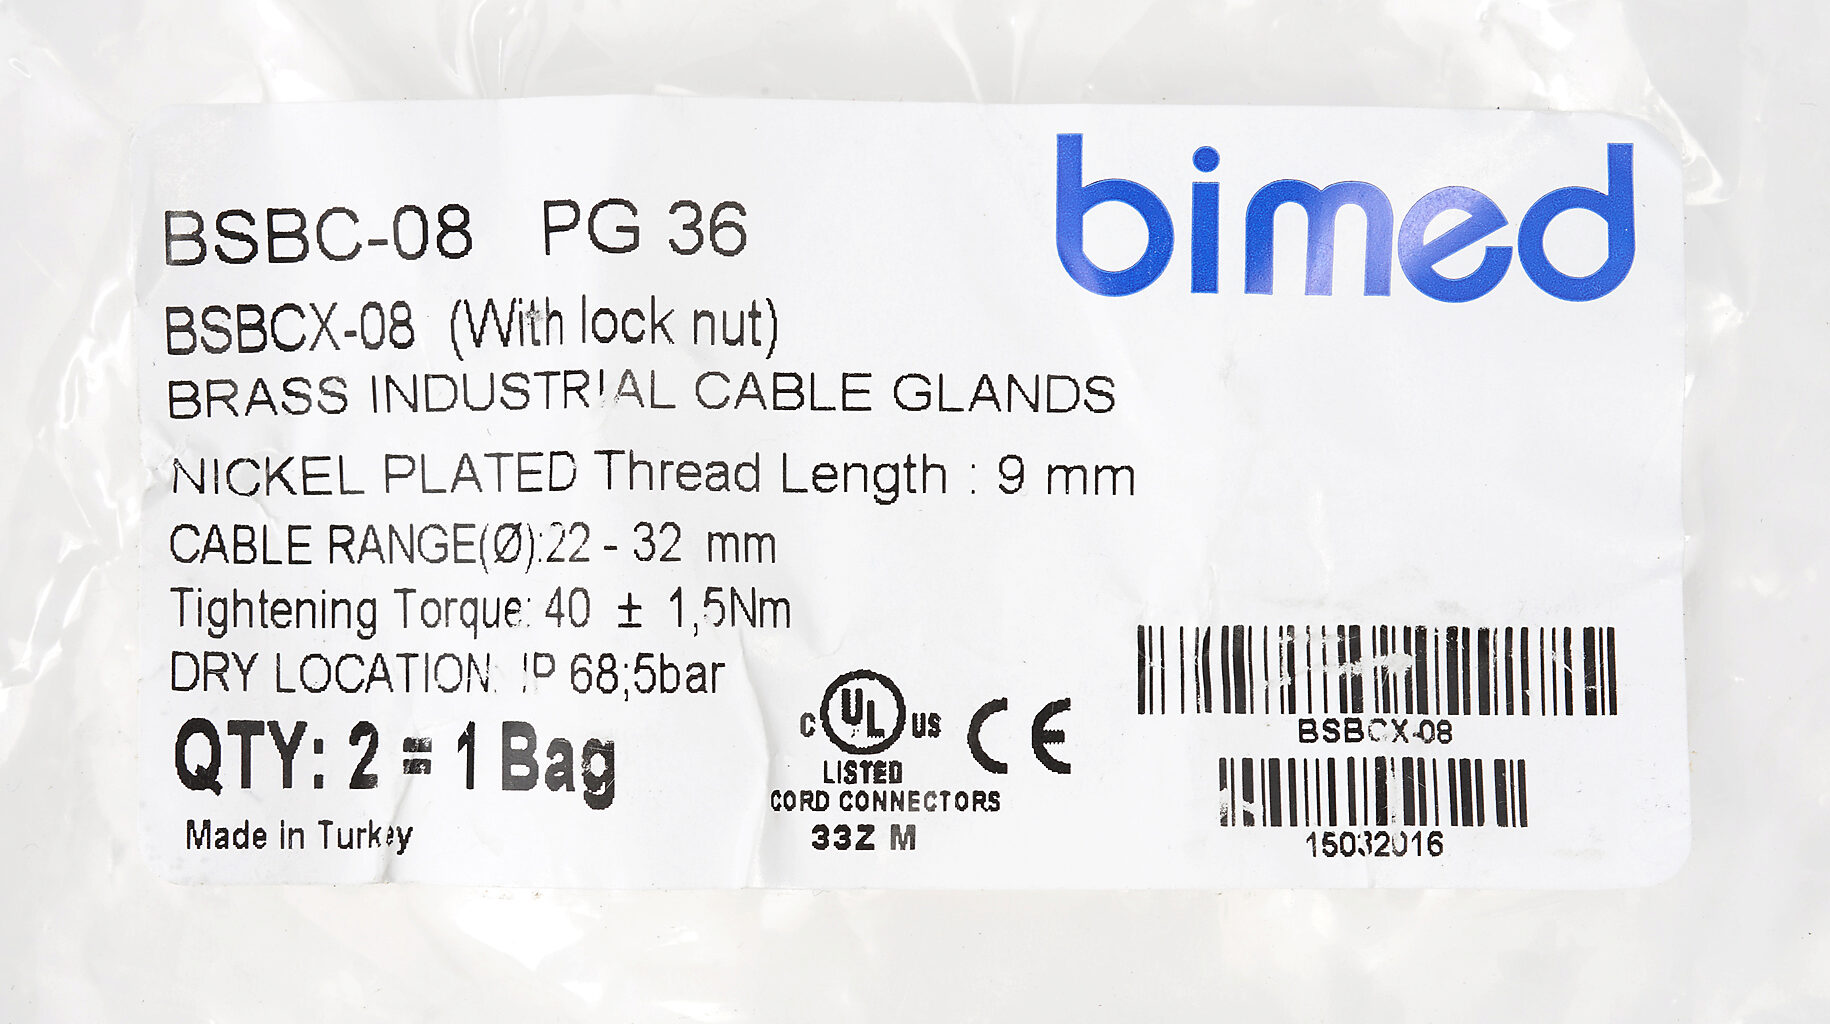 bimed
BSBC-08 PG 36
BSBCX-08 (With lock nut)
BRASS INDUSTRIAL CABLE GLANDS
NICKEL PLATED Thread Length : 9 mm
CABLE RANGE(Ø):22 - 32 mm
Tightening Torque: 40 ± 1,5Nm
DRY LOCATION: IP 68;5bar
QTY: 2 = 1 Bag
Made in Turkey
C UL US
LISTED
CORD CONNECTORS
33Z M
CE
BSBCX-08
15032016